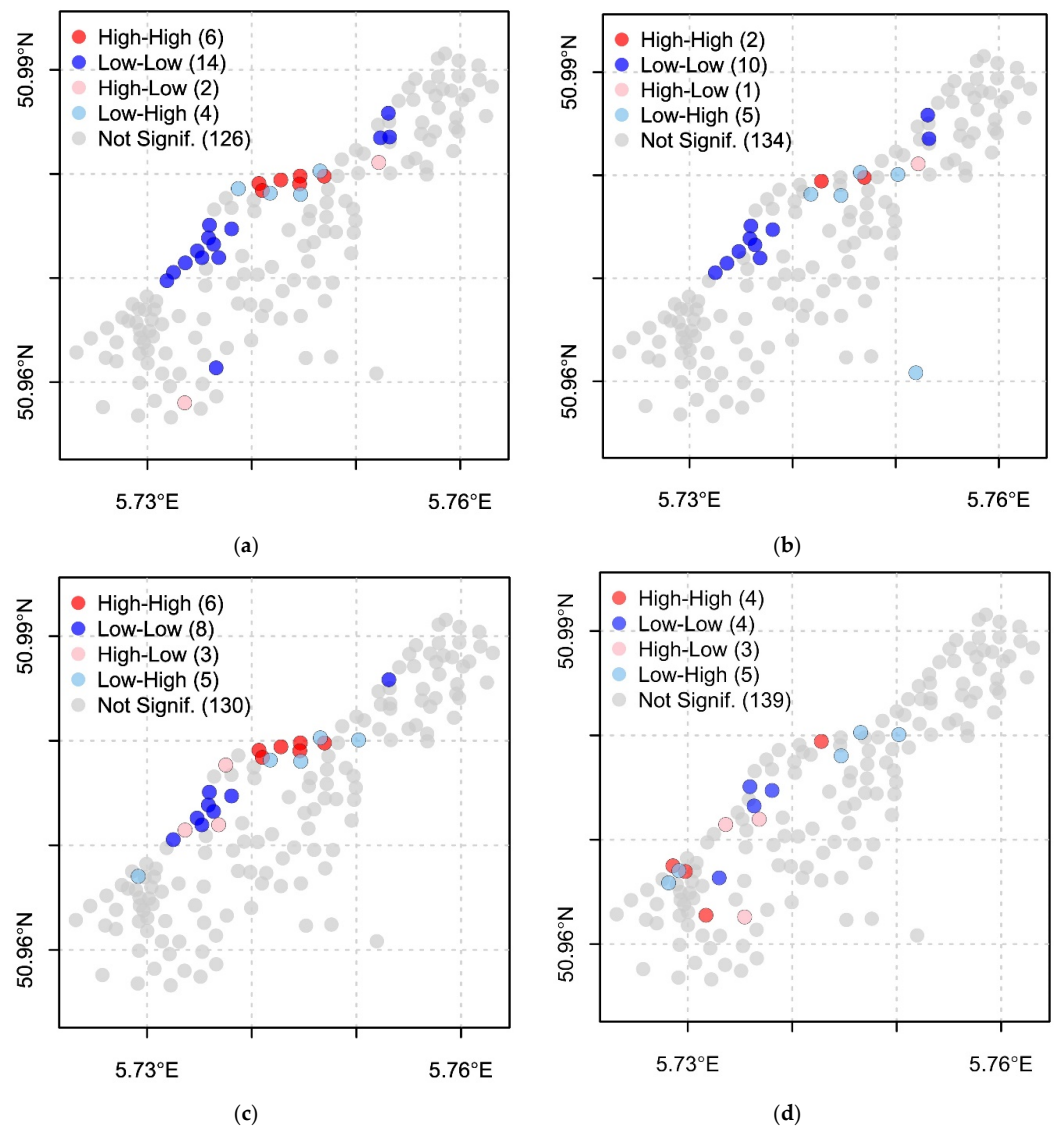 High-High (6)
Low-Low (14)
High-Low (2)
Low-High (4)
Not Signif. (126)
50.99°N
50.96°N
5.73°E 5.76°E
(a)
High-High (2)
Low-Low (10)
High-Low (1)
Low-High (5)
Not Signif. (134)
50.99°N
50.96°N
5.73°E 5.76°E
(b)
High-High (6)
Low-Low (8)
High-Low (3)
Low-High (5)
Not Signif. (130)
50.99°N
50.96°N
5.73°E 5.76°E
(c)
High-High (4)
Low-Low (4)
High-Low (3)
Low-High (5)
Not Signif. (139)
50.99°N
50.96°N
5.73°E 5.76°E
(d)